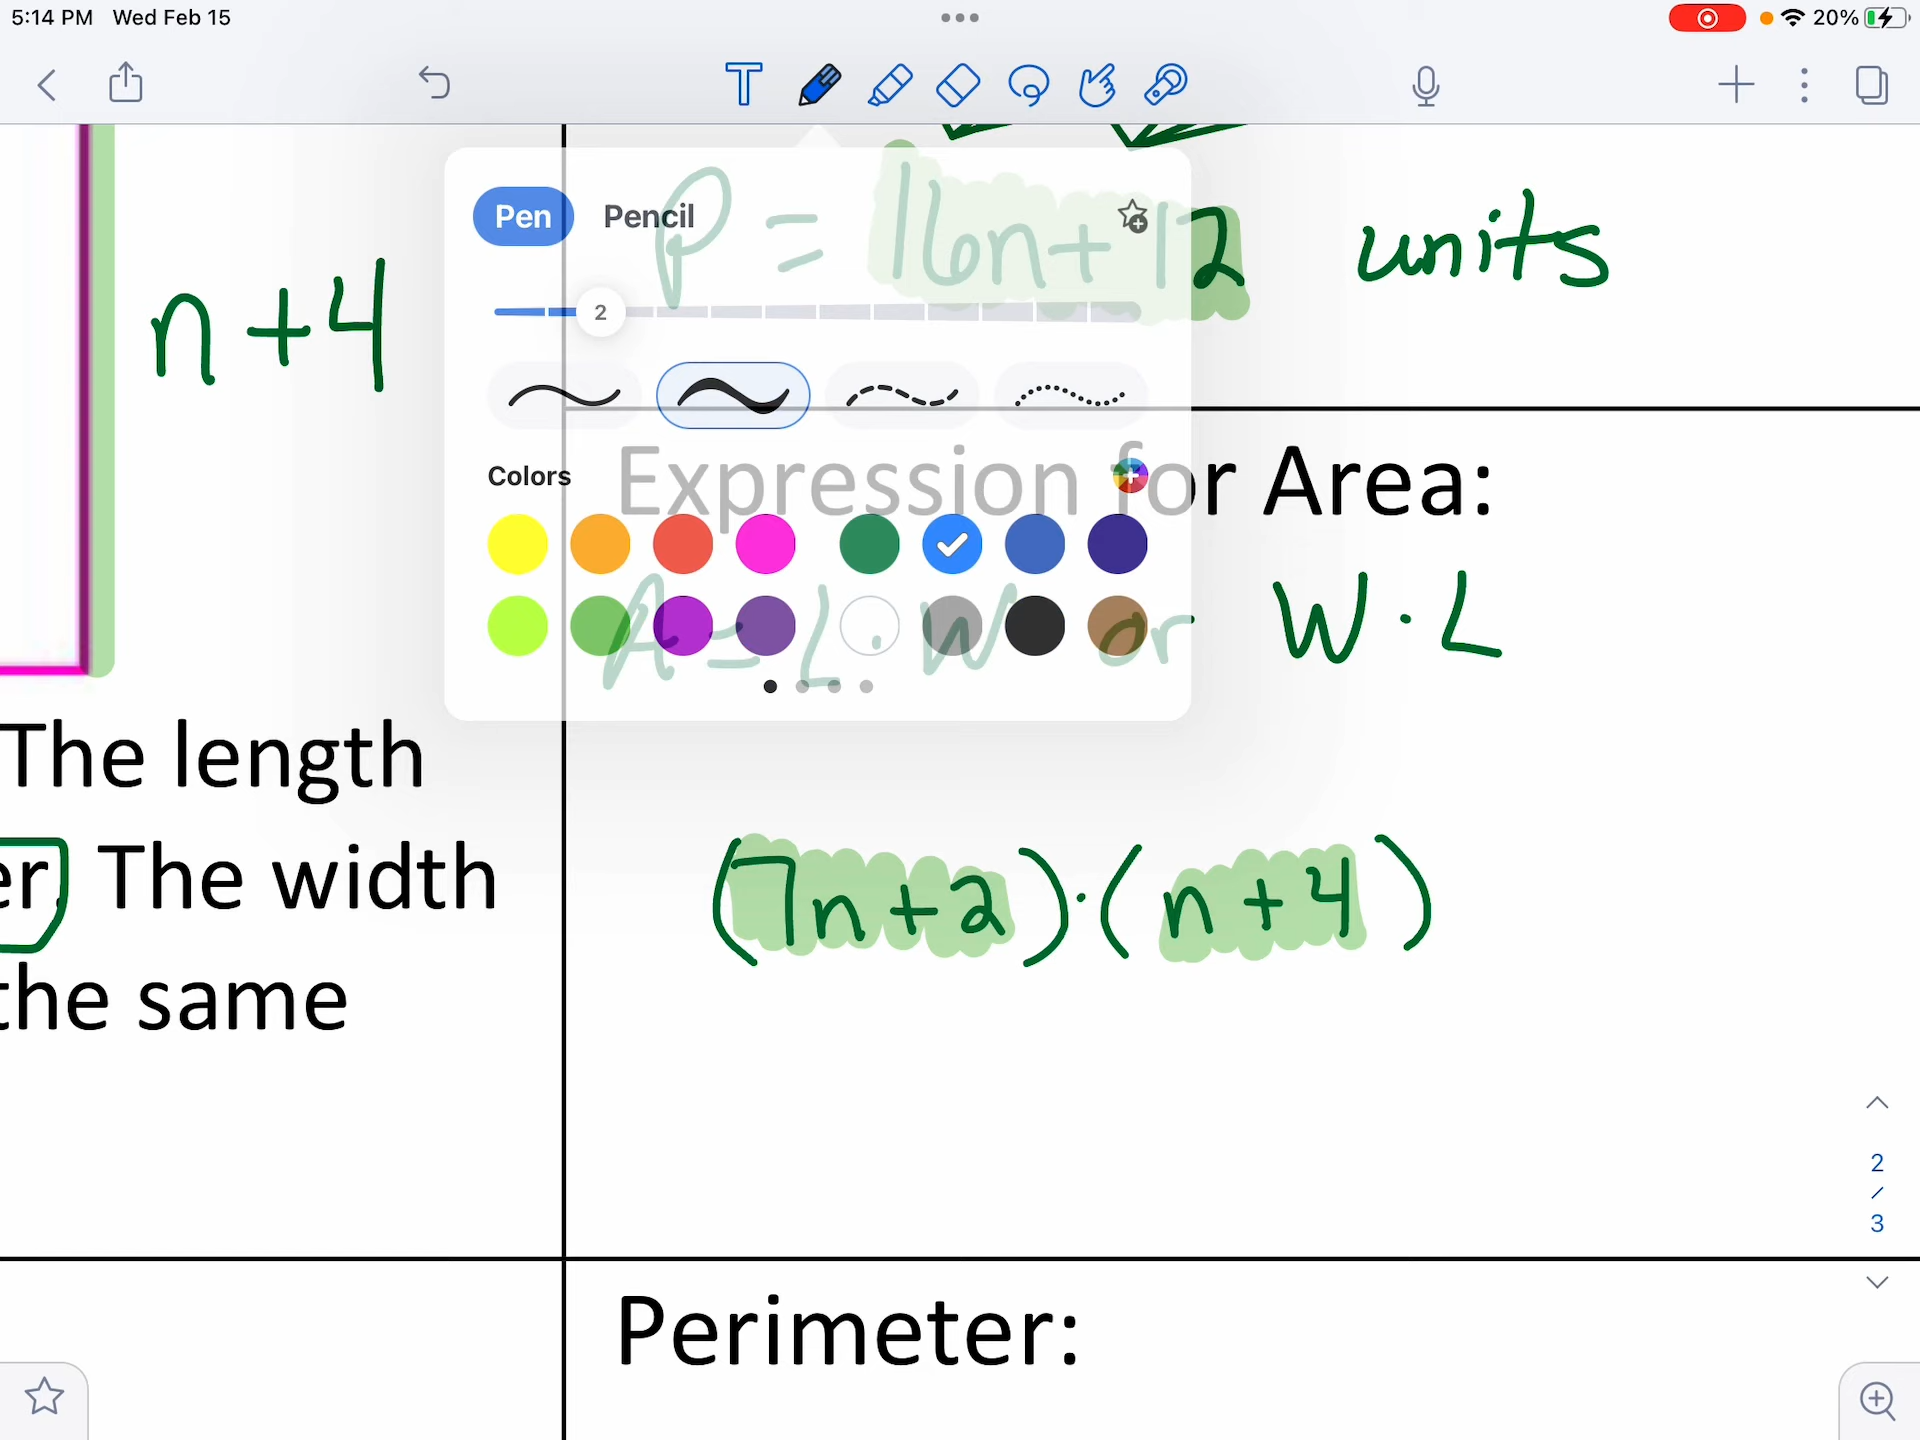 5:14 PM Wed Feb 15
20%
T
Pen Pencil
P = 16n+12 units
2
n+4
Expression for Area:
Colors
A = L · W or W · L
The length
er. The width
the same
(7n+2)·(n+4)
2
/
3
Perimeter: